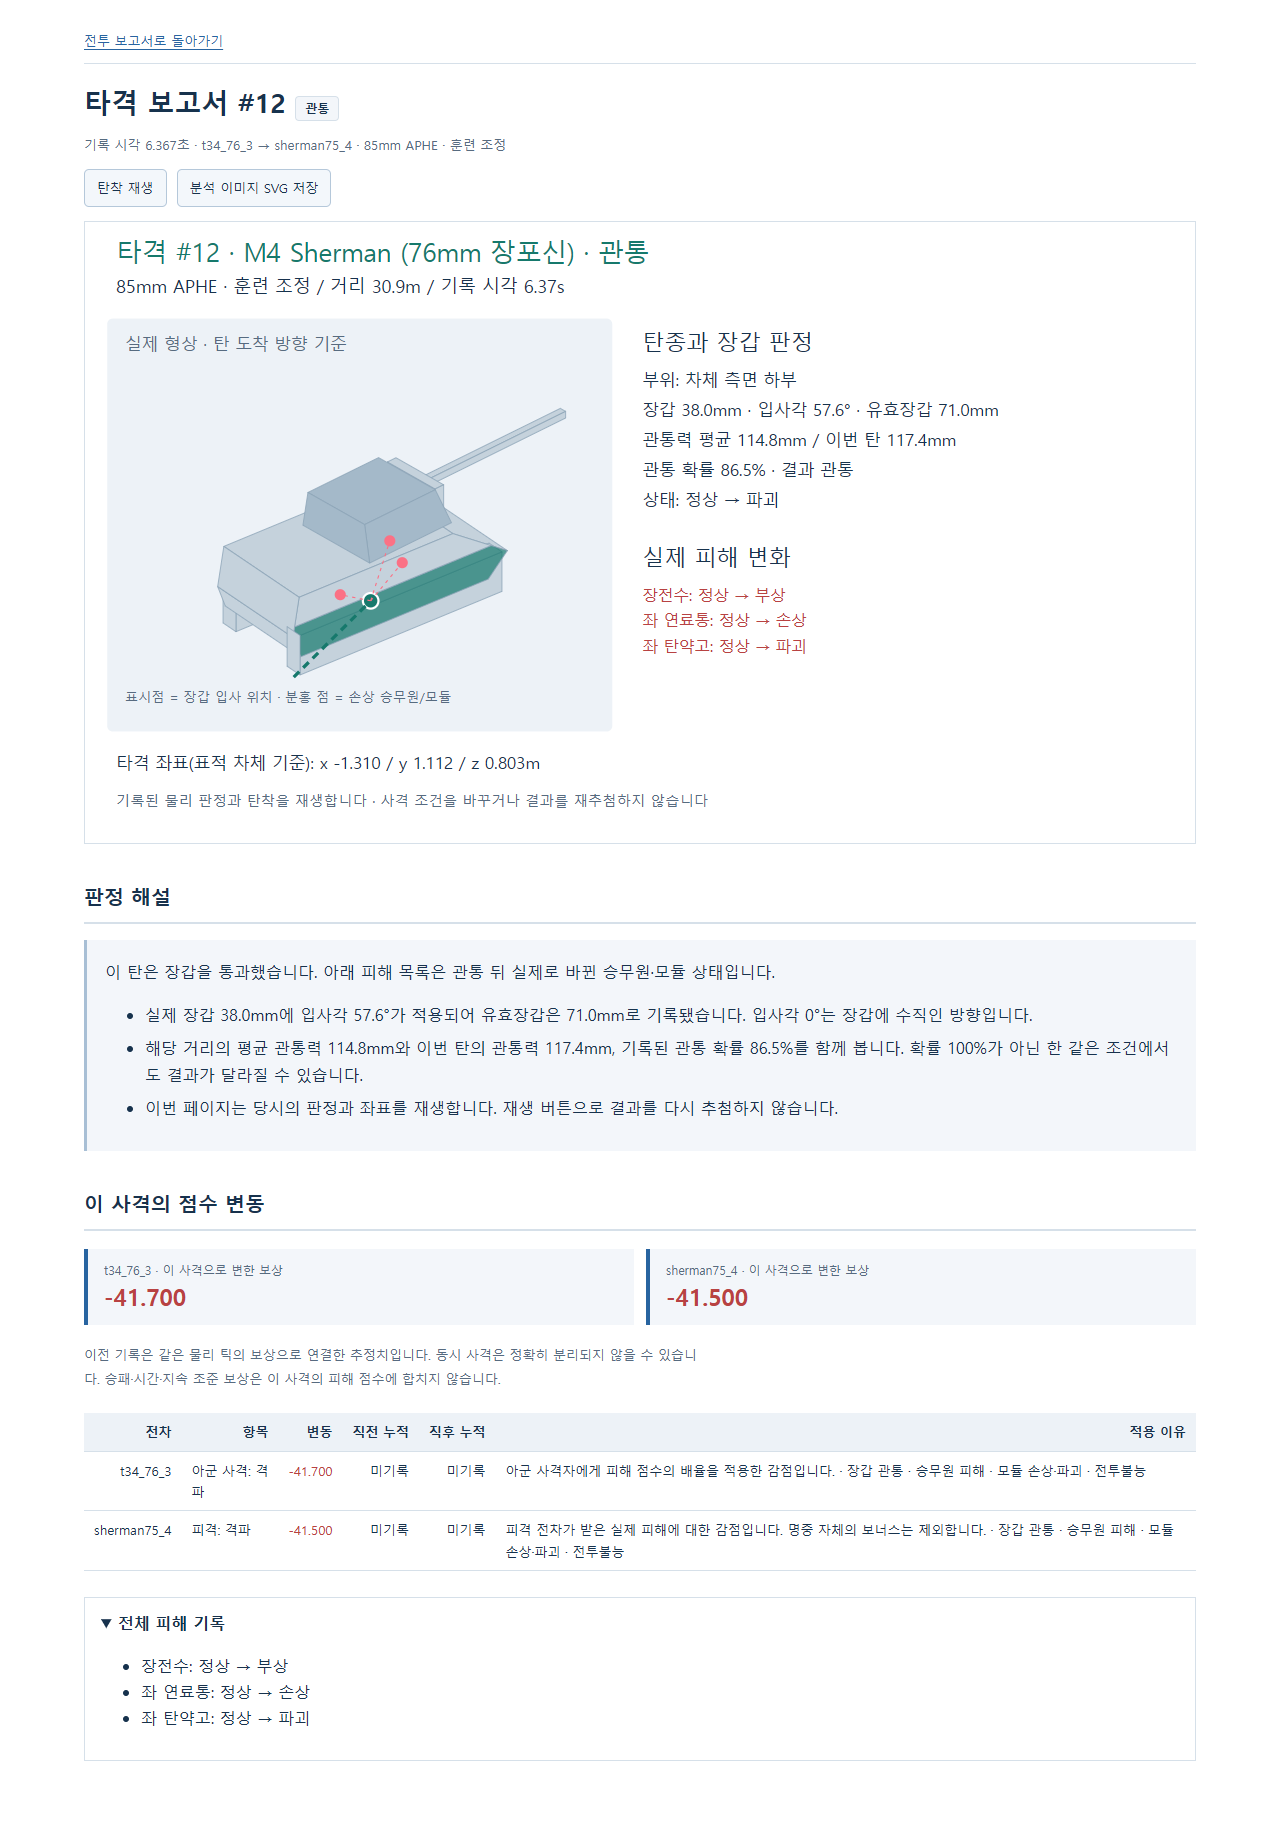 전투 보고서로 돌아가기
타격 보고서 #12 관통
기록 시각 6.367초 · t34_76_3 → sherman75_4 · 85mm APHE · 훈련 조정
탄착 재생 분석 이미지 SVG 저장
타격 #12 · M4 Sherman (76mm 장포신) · 관통
85mm APHE · 훈련 조정 / 거리 30.9m / 기록 시각 6.37s
실제 형상 · 탄 도착 방향 기준
표시점 = 장갑 입사 위치 · 분홍 점 = 손상 승무원/모듈
탄종과 장갑 판정
부위: 차체 측면 하부
장갑 38.0mm · 입사각 57.6° · 유효장갑 71.0mm
관통력 평균 114.8mm / 이번 탄 117.4mm
관통 확률 86.5% · 결과 관통
상태: 정상 → 파괴
실제 피해 변화
장전수: 정상 → 부상
좌 연료통: 정상 → 손상
좌 탄약고: 정상 → 파괴
타격 좌표(표적 차체 기준): x -1.310 / y 1.112 / z 0.803m
기록된 물리 판정과 탄착을 재생합니다 · 사격 조건을 바꾸거나 결과를 재추첨하지 않습니다
판정 해설
이 탄은 장갑을 통과했습니다. 아래 피해 목록은 관통 뒤 실제로 바뀐 승무원·모듈 상태입니다.
• 실제 장갑 38.0mm에 입사각 57.6°가 적용되어 유효장갑은 71.0mm로 기록됐습니다. 입사각 0°는 장갑에 수직인 방향입니다.
• 해당 거리의 평균 관통력 114.8mm와 이번 탄의 관통력 117.4mm, 기록된 관통 확률 86.5%를 함께 봅니다. 확률 100%가 아닌 한 같은 조건에서
도 결과가 달라질 수 있습니다.
• 이번 페이지는 당시의 판정과 좌표를 재생합니다. 재생 버튼으로 결과를 다시 추첨하지 않습니다.
이 사격의 점수 변동
t34_76_3 · 이 사격으로 변한 보상
-41.700
sherman75_4 · 이 사격으로 변한 보상
-41.500
이전 기록은 같은 물리 틱의 보상으로 연결한 추정치입니다. 동시 사격은 정확히 분리되지 않을 수 있습니
다. 승패·시간·지속 조준 보상은 이 사격의 피해 점수에 합치지 않습니다.
전차 항목 변동 직전 누적 직후 누적 적용 이유
t34_76_3 아군 사격: 격 -41.700 미기록 미기록 아군 사격자에게 피해 점수의 배율을 적용한 감점입니다. · 장갑 관통 · 승무원 피해 · 모듈 손상·파괴 · 전투불능
파
sherman75_4 피격: 격파 -41.500 미기록 미기록 피격 전차가 받은 실제 피해에 대한 감점입니다. 명중 자체의 보너스는 제외합니다. · 장갑 관통 · 승무원 피해 · 모듈
손상·파괴 · 전투불능
▼ 전체 피해 기록
• 장전수: 정상 → 부상
• 좌 연료통: 정상 → 손상
• 좌 탄약고: 정상 → 파괴